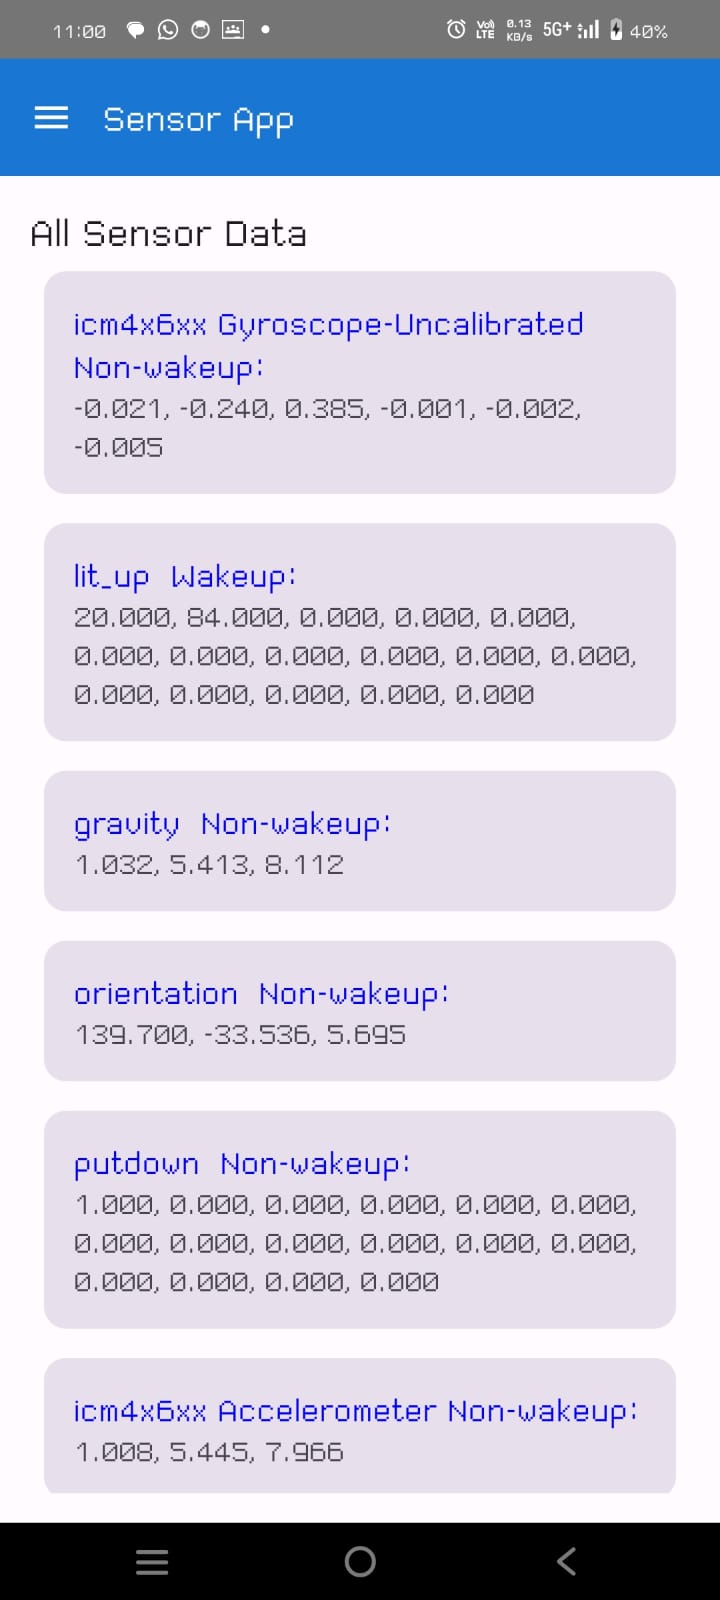 11:00 Vo) LTE 0.13 KB/s 5G+ 40%
Sensor App
All Sensor Data
icm4x6xx Gyroscope-Uncalibrated
Non-wakeup:
-0.021, -0.240, 0.385, -0.001, -0.002,
-0.005
lit_up  Wakeup:
20.000, 84.000, 0.000, 0.000, 0.000,
0.000, 0.000, 0.000, 0.000, 0.000, 0.000,
0.000, 0.000, 0.000, 0.000, 0.000
gravity  Non-wakeup:
1.032, 5.413, 8.112
orientation  Non-wakeup:
139.700, -33.536, 5.695
putdown  Non-wakeup:
1.000, 0.000, 0.000, 0.000, 0.000, 0.000,
0.000, 0.000, 0.000, 0.000, 0.000, 0.000,
0.000, 0.000, 0.000, 0.000
icm4x6xx Accelerometer Non-wakeup:
1.008, 5.445, 7.966